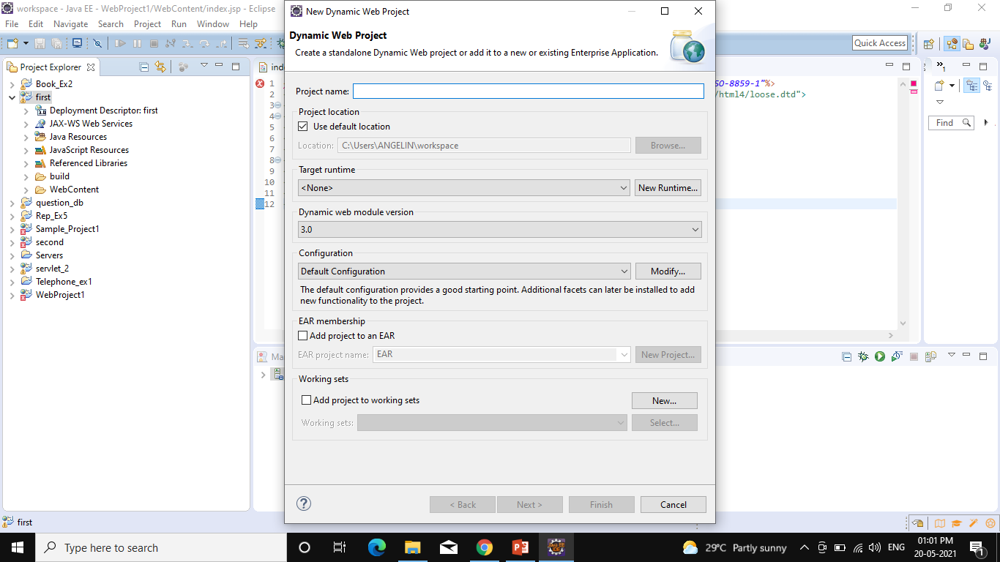 workspace - Java EE - WebProject1/WebContent/index.jsp - Eclipse
File Edit Navigate Search Project Run Window Help
Quick Access
Project Explorer
Book_Ex2
first
Deployment Descriptor: first
JAX-WS Web Services
Java Resources
JavaScript Resources
Referenced Libraries
build
WebContent
question_db
Rep_Ex5
Sample_Project1
second
Servers
servlet_2
Telephone_ex1
WebProject1
1
2
3
4
5
6
7
8
9
10
11
12
SO-8859-1"%>
/html4/loose.dtd">
New Dynamic Web Project
Dynamic Web Project
Create a standalone Dynamic Web project or add it to a new or existing Enterprise Application.
Project name:
Project location
Use default location
Location: C:\Users\ANGELIN\workspace Browse...
Target runtime
<None> New Runtime...
Dynamic web module version
3.0
Configuration
Default Configuration Modify...
The default configuration provides a good starting point. Additional facets can later be installed to add
new functionality to the project.
EAR membership
Add project to an EAR
EAR project name: EAR New Project...
Working sets
Add project to working sets New...
Working sets: Select...
< Back Next > Finish Cancel
»1
Find
first
Type here to search
29°C Partly sunny
ENG
01:01 PM
20-05-2021
1